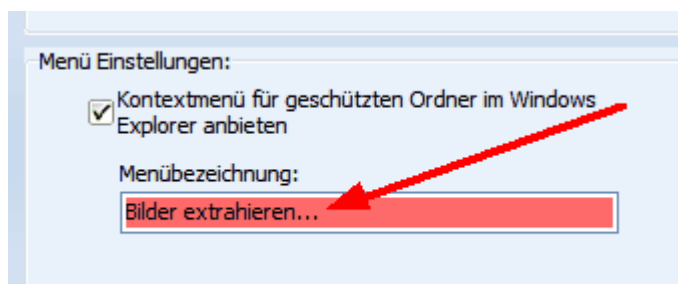 Menü Einstellungen:
Kontextmenü für geschützten Ordner im Windows
Explorer anbieten
Menübezeichnung:
Bilder extrahieren...